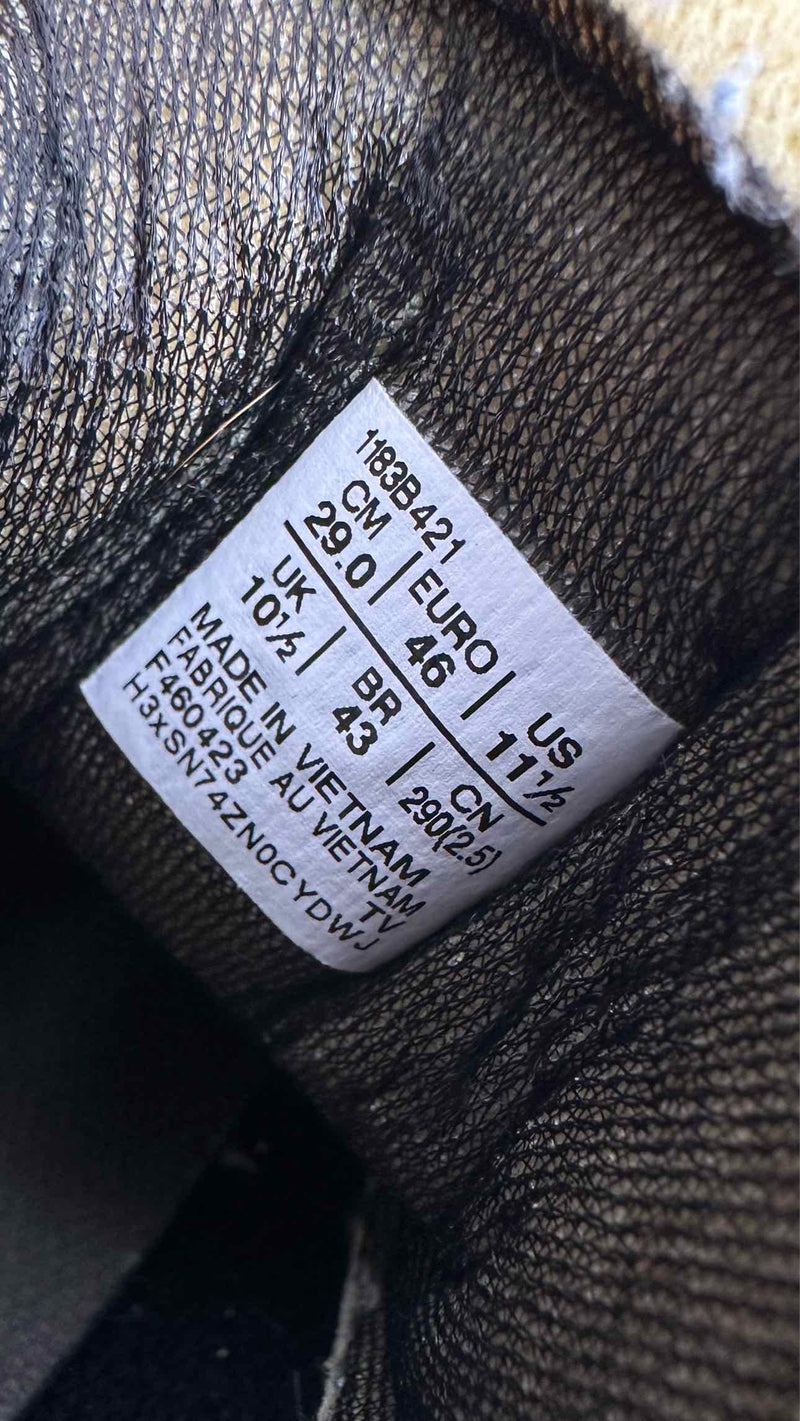 1183B421
CM | EURO | US
29.0 | 46 | 11½
UK | BR | CN
10½ | 43 | 290(2.5)
MADE IN VIETNAM
FABRIQUE AU VIETNAM
F460423 TV
H3xSN74ZN0CYDWJ